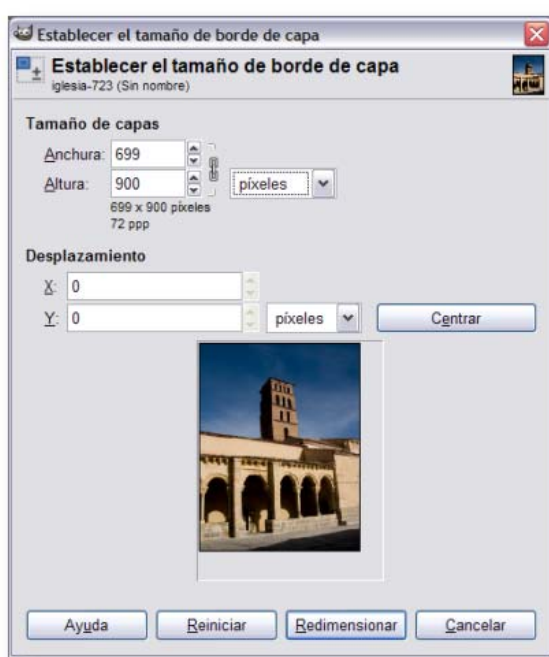 Establecer el tamaño de borde de capa
Establecer el tamaño de borde de capa
iglesia-723 (Sin nombre)
Tamaño de capas
Anchura: 699
Altura: 900 píxeles
699 x 900 píxeles
72 ppp
Desplazamiento
X: 0
Y: 0 píxeles Centrar
Ayuda Reiniciar Redimensionar Cancelar